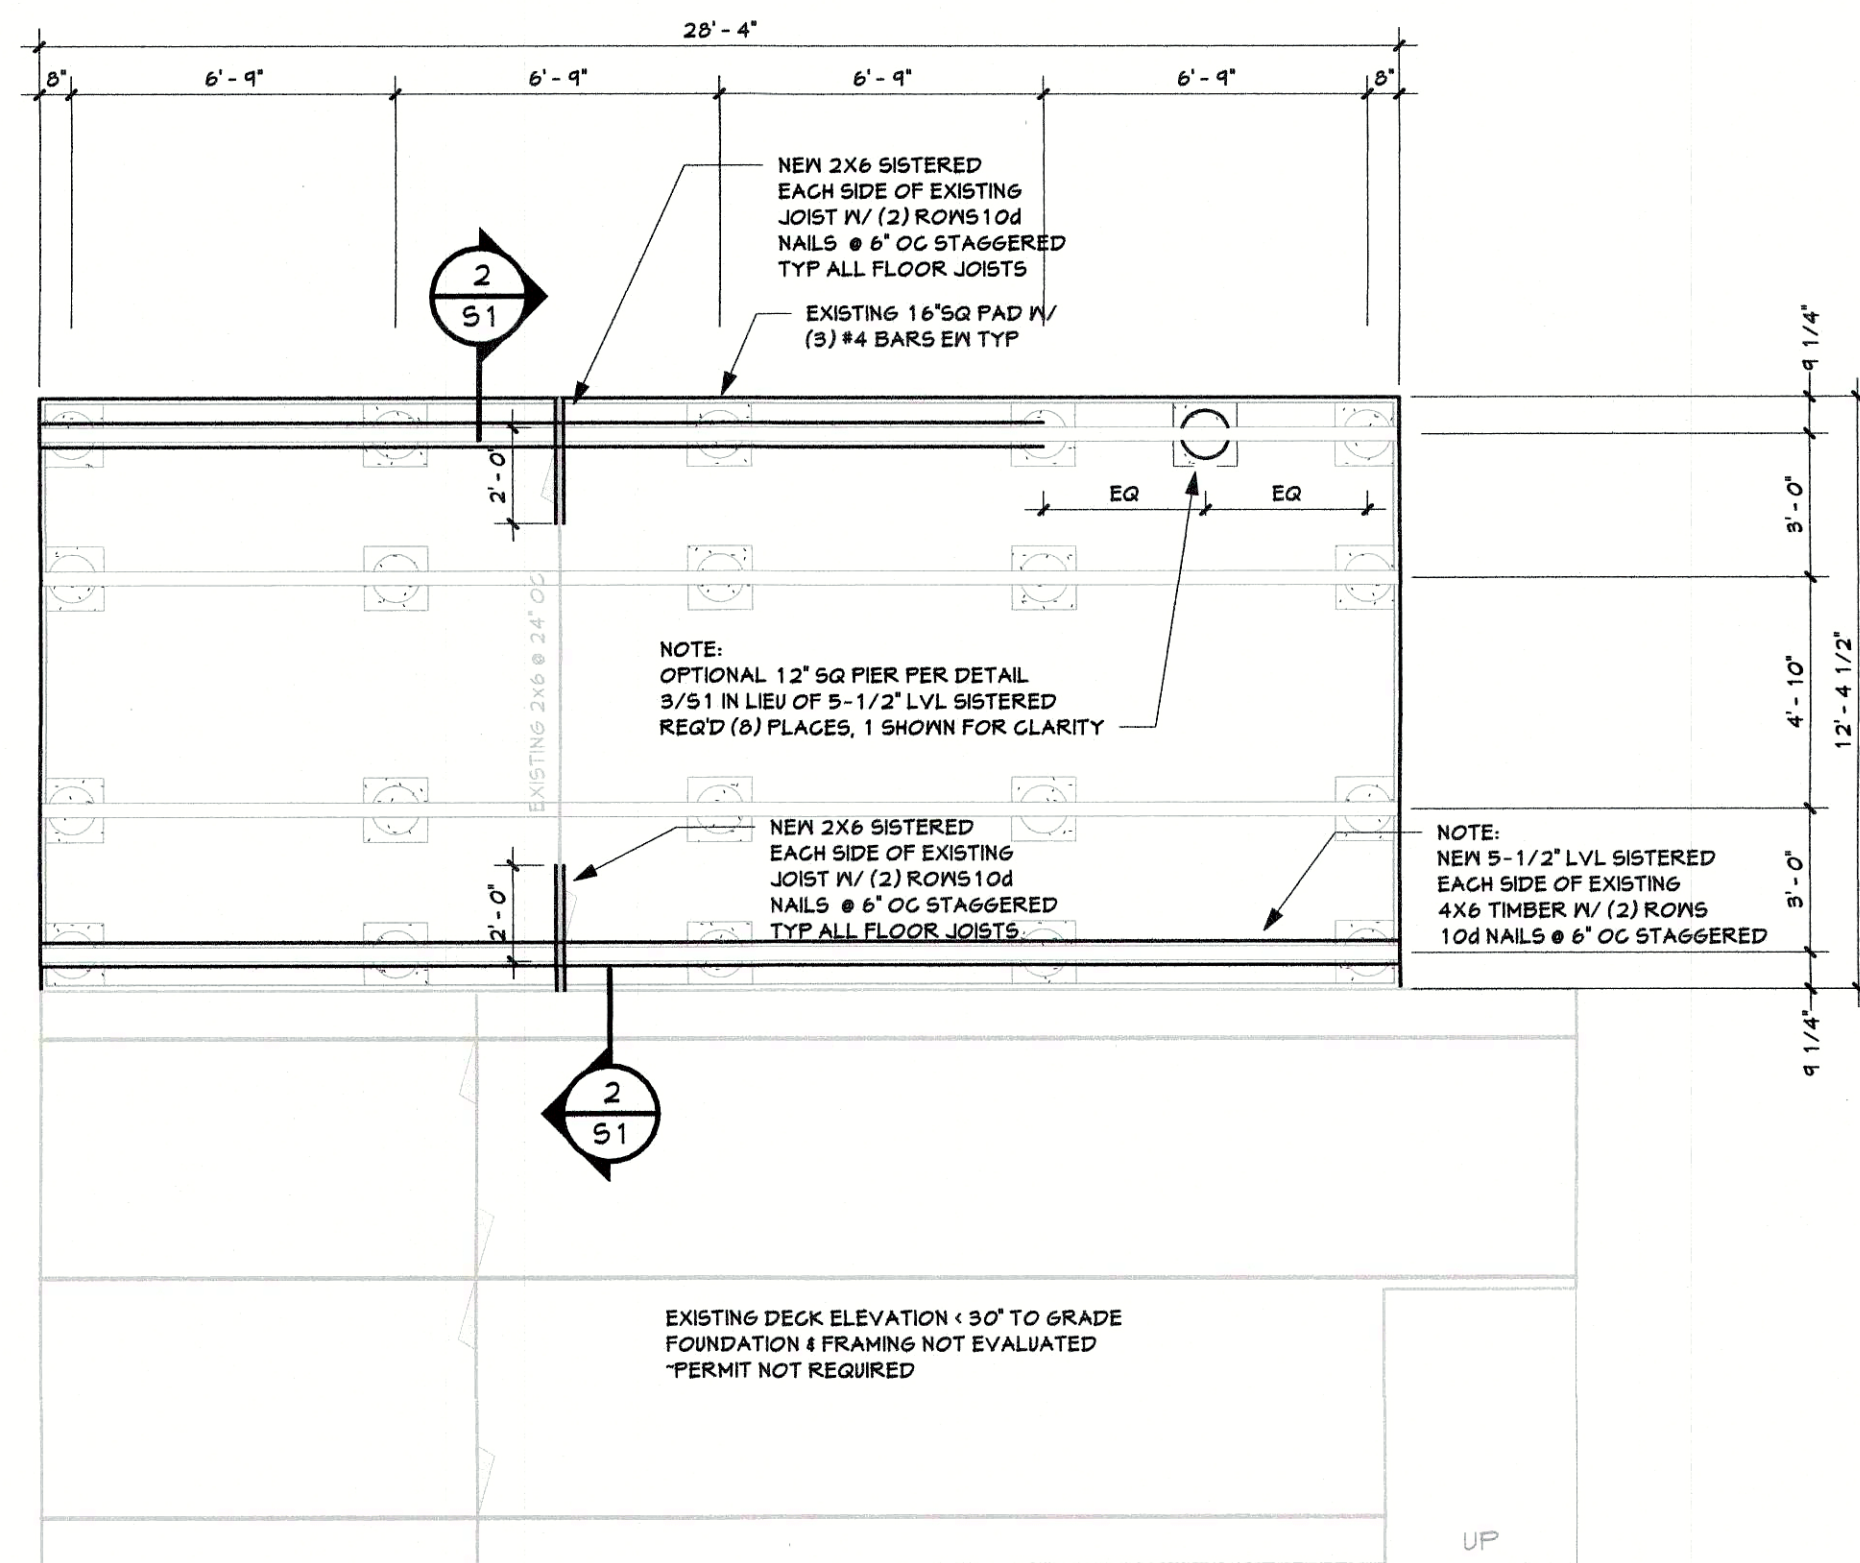 28'-4"
8" 6'-9" 6'-9" 6'-9" 6'-9" 8"
NEW 2X6 SISTERED
EACH SIDE OF EXISTING
JOIST W/ (2) ROWS10d
NAILS @ 6" OC STAGGERED
TYP ALL FLOOR JOISTS
2
S1
EXISTING 16"SQ PAD W/
(3) #4 BARS EW TYP
9 1/4"
2'-0"
EQ EQ
3'-0"
EXISTING 2X6 @ 24" OC
NOTE:
OPTIONAL 12" SQ PIER PER DETAIL
3/S1 IN LIEU OF 5-1/2" LVL SISTERED
REQ'D (8) PLACES, 1 SHOWN FOR CLARITY
4'-10"
12'-4 1/2"
NEW 2X6 SISTERED
EACH SIDE OF EXISTING
JOIST W/ (2) ROWS10d
NAILS @ 6" OC STAGGERED
TYP ALL FLOOR JOISTS
2'-0"
NOTE:
NEW 5-1/2" LVL SISTERED
EACH SIDE OF EXISTING
4X6 TIMBER W/ (2) ROWS
10d NAILS @ 6" OC STAGGERED
3'-0"
9 1/4"
2
S1
EXISTING DECK ELEVATION < 30" TO GRADE
FOUNDATION & FRAMING NOT EVALUATED
~PERMIT NOT REQUIRED
UP